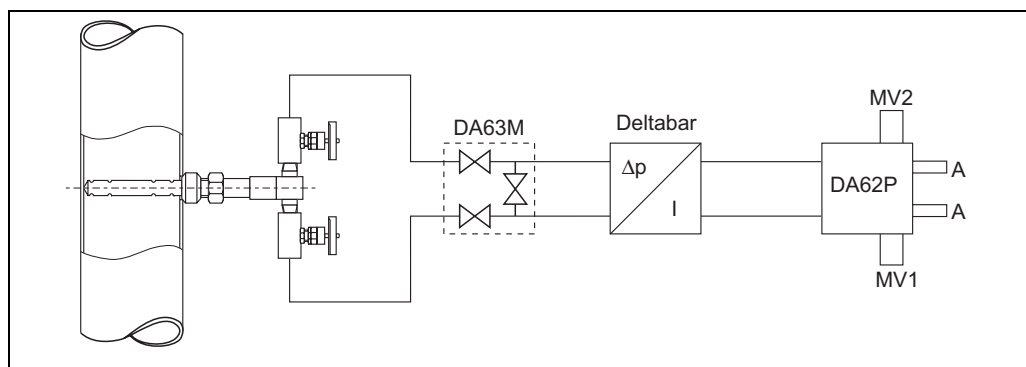 DA63M
Deltabar
Δp
I
MV2
DA62P
A
A
MV1